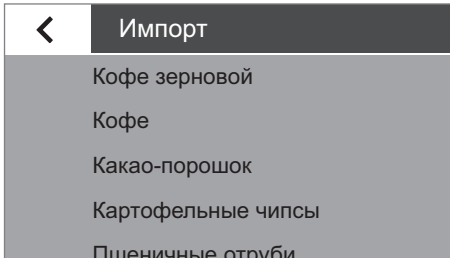 Импорт
Кофе зерновой
Кофе
Какао-порошок
Картофельные чипсы
Пшеничные отруби